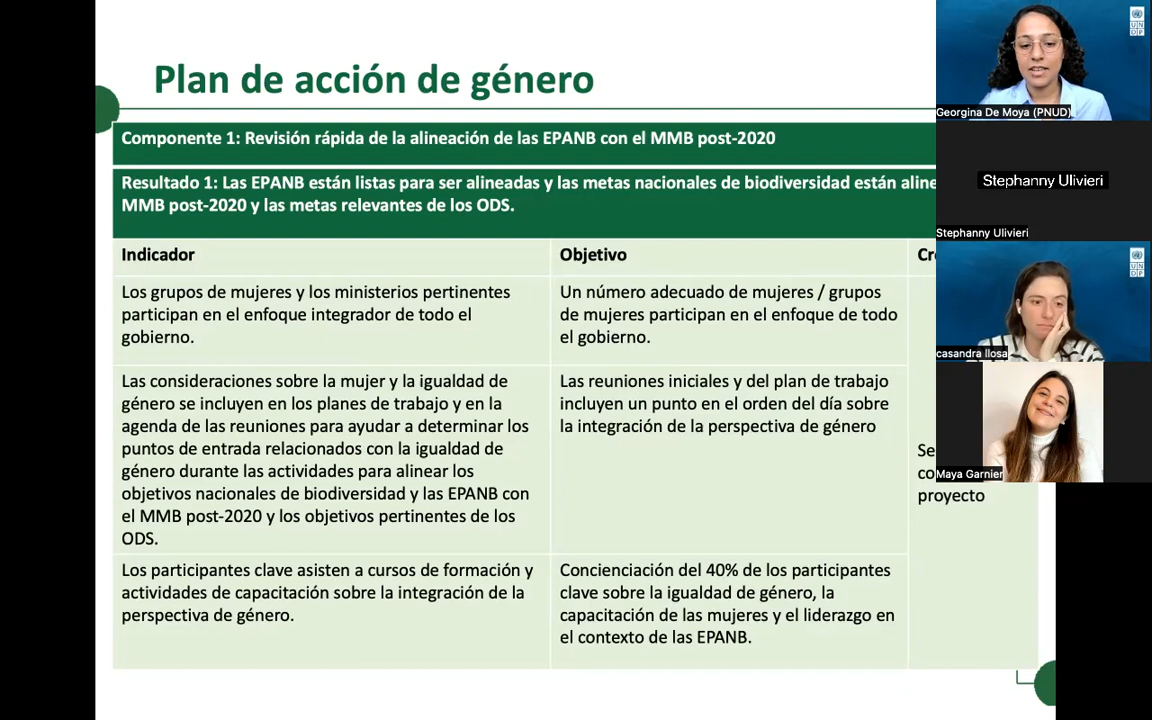 Plan de acción de género
Componente 1: Revisión rápida de la alineación de las EPANB con el MMB post-2020
Resultado 1: Las EPANB están listas para ser alineadas y las metas nacionales de biodiversidad están aline
MMB post-2020 y las metas relevantes de los ODS.
Indicador
Objetivo
Cr
Los grupos de mujeres y los ministerios pertinentes
participan en el enfoque integrador de todo el
gobierno.
Un número adecuado de mujeres / grupos
de mujeres participan en el enfoque de todo
el gobierno.
Las consideraciones sobre la mujer y la igualdad de
género se incluyen en los planes de trabajo y en la
agenda de las reuniones para ayudar a determinar los
puntos de entrada relacionados con la igualdad de
género durante las actividades para alinear los
objetivos nacionales de biodiversidad y las EPANB con
el MMB post-2020 y los objetivos pertinentes de los
ODS.
Las reuniones iniciales y del plan de trabajo
incluyen un punto en el orden del día sobre
la integración de la perspectiva de género
Se
co
proyecto
Los participantes clave asisten a cursos de formación y
actividades de capacitación sobre la integración de la
perspectiva de género.
Concienciación del 40% de los participantes
clave sobre la igualdad de género, la
capacitación de las mujeres y el liderazgo en
el contexto de las EPANB.
Georgina De Moya (PNUD)
Stephanny Ulivieri
Stephanny Ulivieri
casandra llosa
Maya Garnier
UN
DP
UN
DP